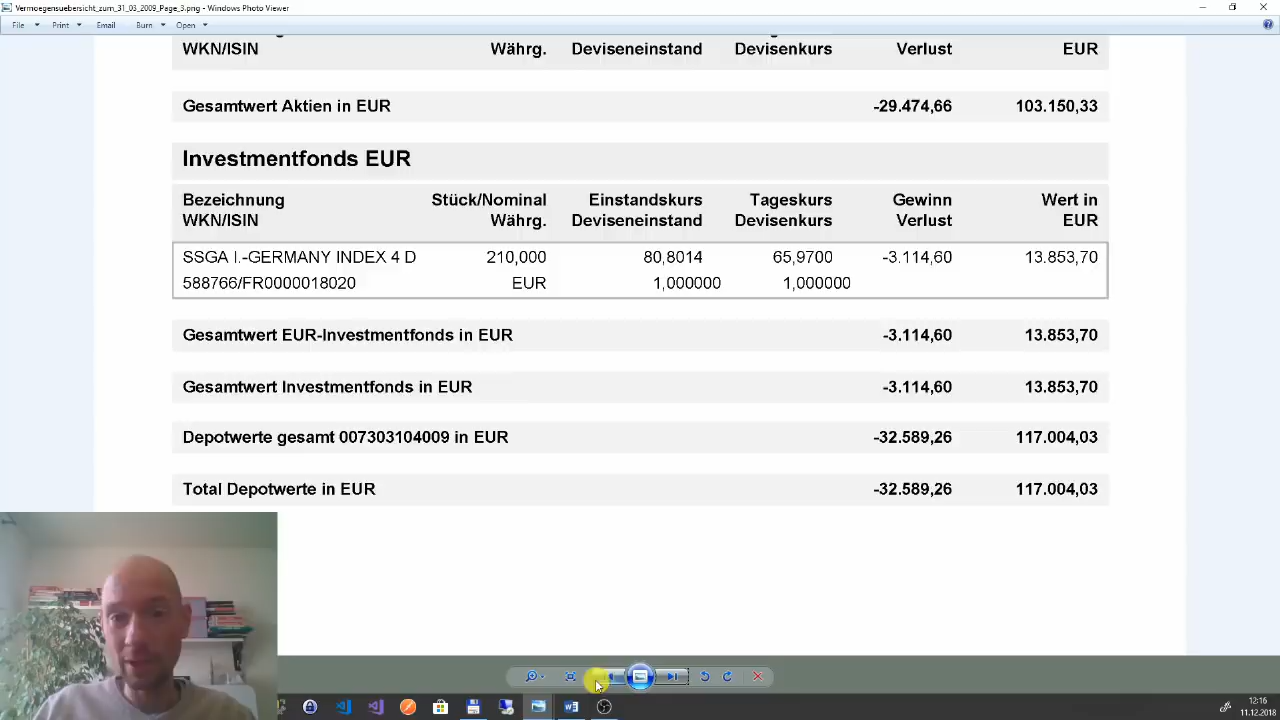 Vermoegensuebersicht_zum_31_03_2009_Page_3.png - Windows Photo Viewer
File Print Email Burn Open
WKN/ISIN Währg. Deviseneinstand Devisenkurs Verlust EUR
Gesamtwert Aktien in EUR -29.474,66 103.150,33
Investmentfonds EUR
Bezeichnung Stück/Nominal Einstandskurs Tageskurs Gewinn Wert in
WKN/ISIN Währg. Deviseneinstand Devisenkurs Verlust EUR
SSGA I.-GERMANY INDEX 4 D 210,000 80,8014 65,9700 -3.114,60 13.853,70
588766/FR0000018020 EUR 1,000000 1,000000
Gesamtwert EUR-Investmentfonds in EUR -3.114,60 13.853,70
Gesamtwert Investmentfonds in EUR -3.114,60 13.853,70
Depotwerte gesamt 007303104009 in EUR -32.589,26 117.004,03
Total Depotwerte in EUR -32.589,26 117.004,03
12:16
11.12.2018